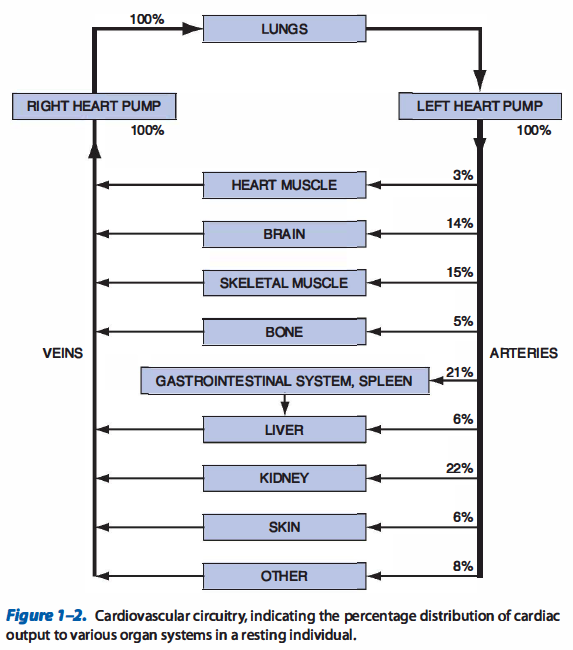 100%
LUNGS
RIGHT HEART PUMP
LEFT HEART PUMP
100%
100%
HEART MUSCLE
3%
BRAIN
14%
SKELETAL MUSCLE
15%
BONE
5%
VEINS
ARTERIES
GASTROINTESTINAL SYSTEM, SPLEEN
21%
LIVER
6%
KIDNEY
22%
SKIN
6%
OTHER
8%
Figure 1–2. Cardiovascular circuitry, indicating the percentage distribution of cardiac
output to various organ systems in a resting individual.